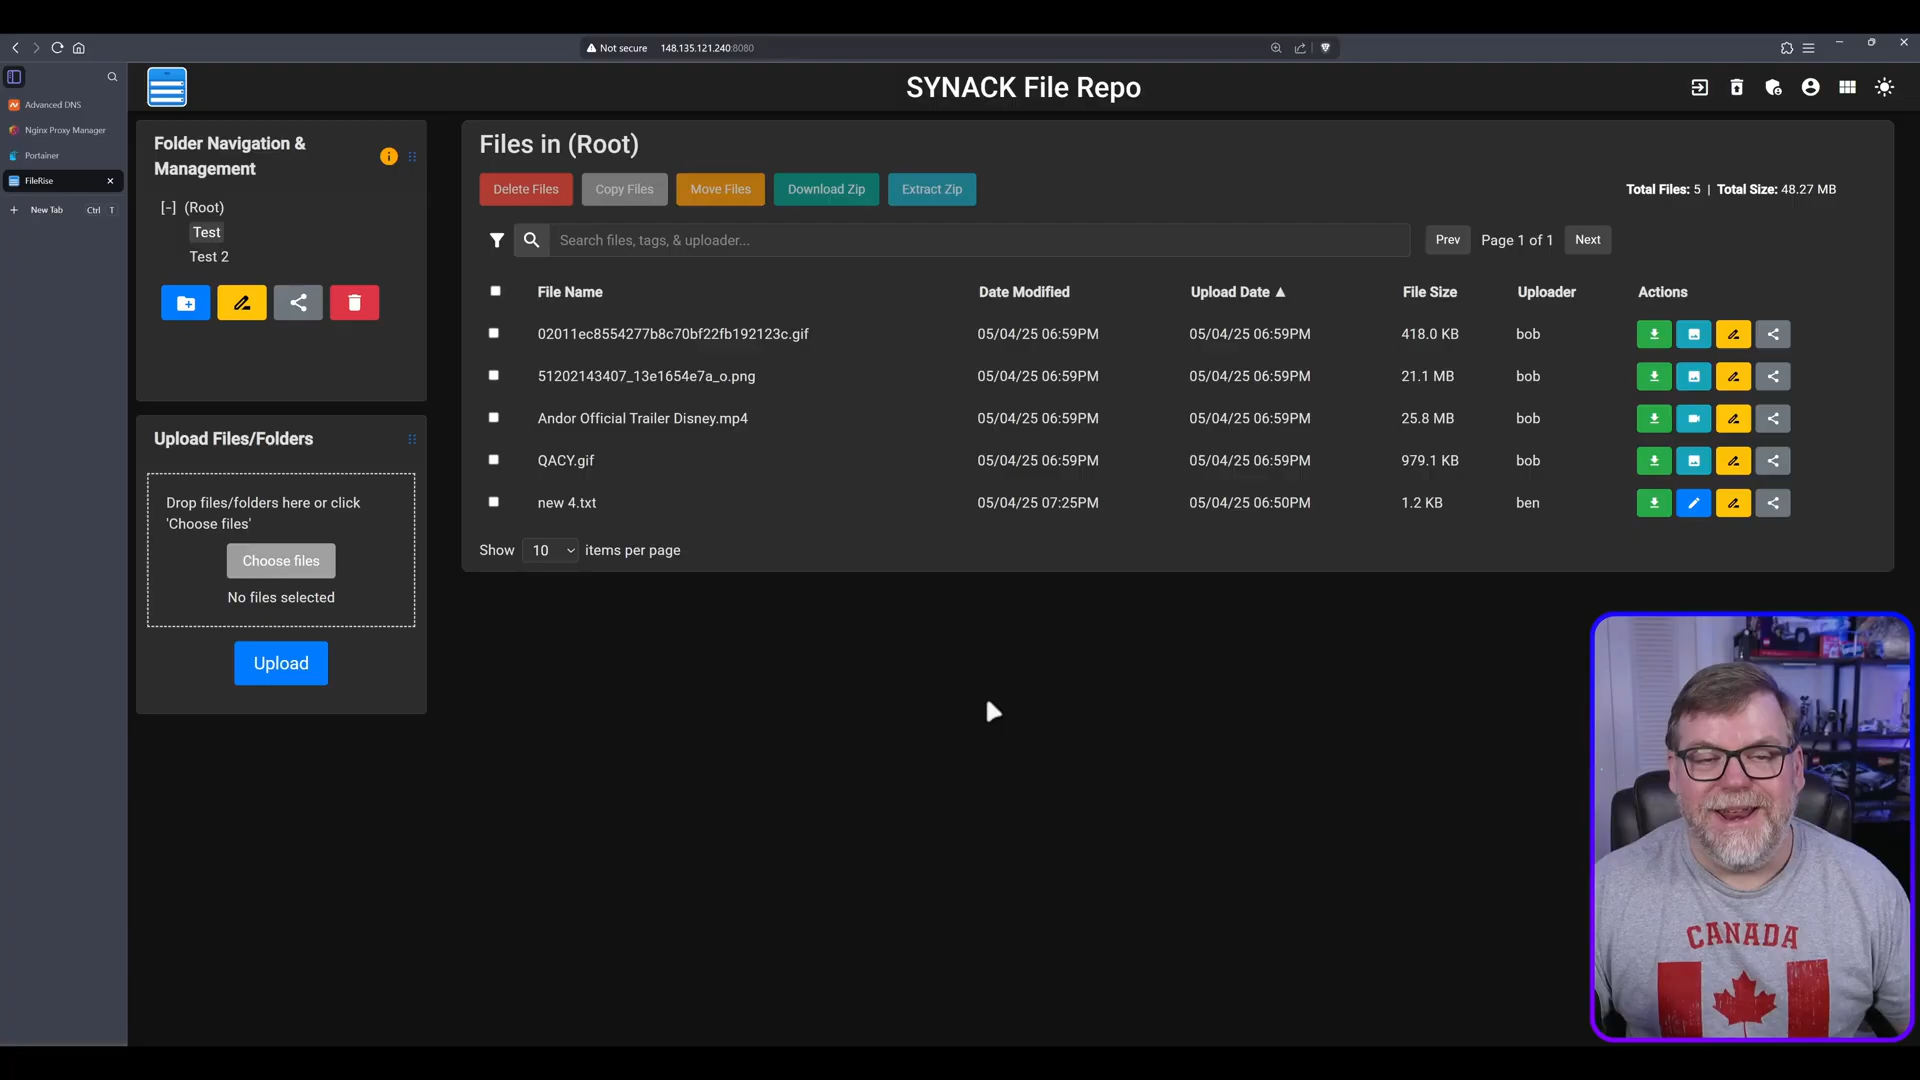 Not secure 148.135.121.240:8080
Advanced DNS
Nginx Proxy Manager
Portainer
FileRise
New Tab Ctrl T
SYNACK File Repo
Folder Navigation &
Management
[-] (Root)
Test
Test 2
Upload Files/Folders
Drop files/folders here or click
'Choose files'
Choose files
No files selected
Upload
Files in (Root)
Delete Files Copy Files Move Files Download Zip Extract Zip Total Files: 5 | Total Size: 48.27 MB
Search files, tags, & uploader... Prev Page 1 of 1 Next
File Name Date Modified Upload Date ▲ File Size Uploader Actions
02011ec8554277b8c70bf22fb192123c.gif 05/04/25 06:59PM 05/04/25 06:59PM 418.0 KB bob
51202143407_13e1654e7a_o.png 05/04/25 06:59PM 05/04/25 06:59PM 21.1 MB bob
Andor Official Trailer Disney.mp4 05/04/25 06:59PM 05/04/25 06:59PM 25.8 MB bob
QACY.gif 05/04/25 06:59PM 05/04/25 06:59PM 979.1 KB bob
new 4.txt 05/04/25 07:25PM 05/04/25 06:50PM 1.2 KB ben
Show 10 items per page
CANADA